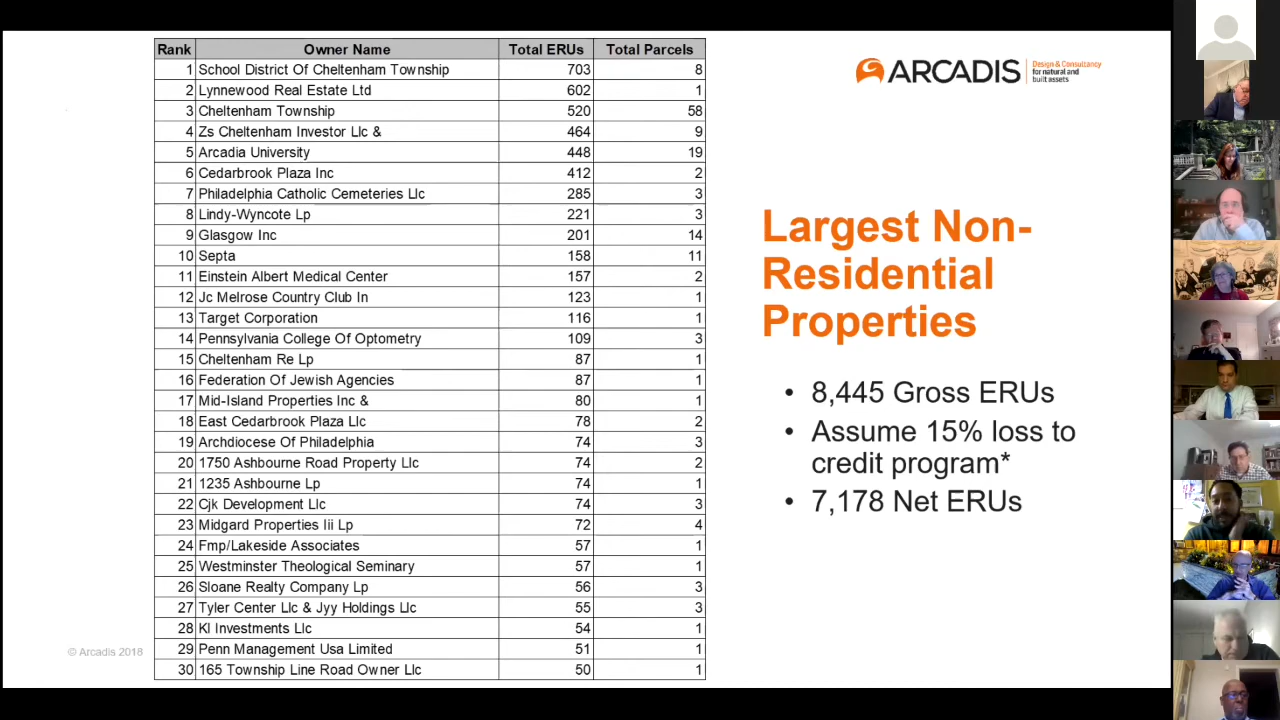 Rank Owner Name Total ERUs Total Parcels
1 School District Of Cheltenham Township 703 8
2 Lynnewood Real Estate Ltd 602 1
3 Cheltenham Township 520 58
4 Zs Cheltenham Investor Llc & 464 9
5 Arcadia University 448 19
6 Cedarbrook Plaza Inc 412 2
7 Philadelphia Catholic Cemeteries Llc 285 3
8 Lindy-Wyncote Lp 221 3
9 Glasgow Inc 201 14
10 Septa 158 11
11 Einstein Albert Medical Center 157 2
12 Jc Melrose Country Club In 123 1
13 Target Corporation 116 1
14 Pennsylvania College Of Optometry 109 3
15 Cheltenham Re Lp 87 1
16 Federation Of Jewish Agencies 87 1
17 Mid-Island Properties Inc & 80 1
18 East Cedarbrook Plaza Llc 78 2
19 Archdiocese Of Philadelphia 74 3
20 1750 Ashbourne Road Property Llc 74 2
21 1235 Ashbourne Lp 74 1
22 Cjk Development Llc 74 3
23 Midgard Properties Iii Lp 72 4
24 Fmp/Lakeside Associates 57 1
25 Westminster Theological Seminary 57 1
26 Sloane Realty Company Lp 56 3
27 Tyler Center Llc & Jyy Holdings Llc 55 3
28 Kl Investments Llc 54 1
29 Penn Management Usa Limited 51 1
30 165 Township Line Road Owner Llc 50 1
ARCADIS
Design & Consultancy
for natural and
built assets
Largest Non-
Residential
Properties
• 8,445 Gross ERUs
• Assume 15% loss to
credit program*
• 7,178 Net ERUs
© Arcadis 2018